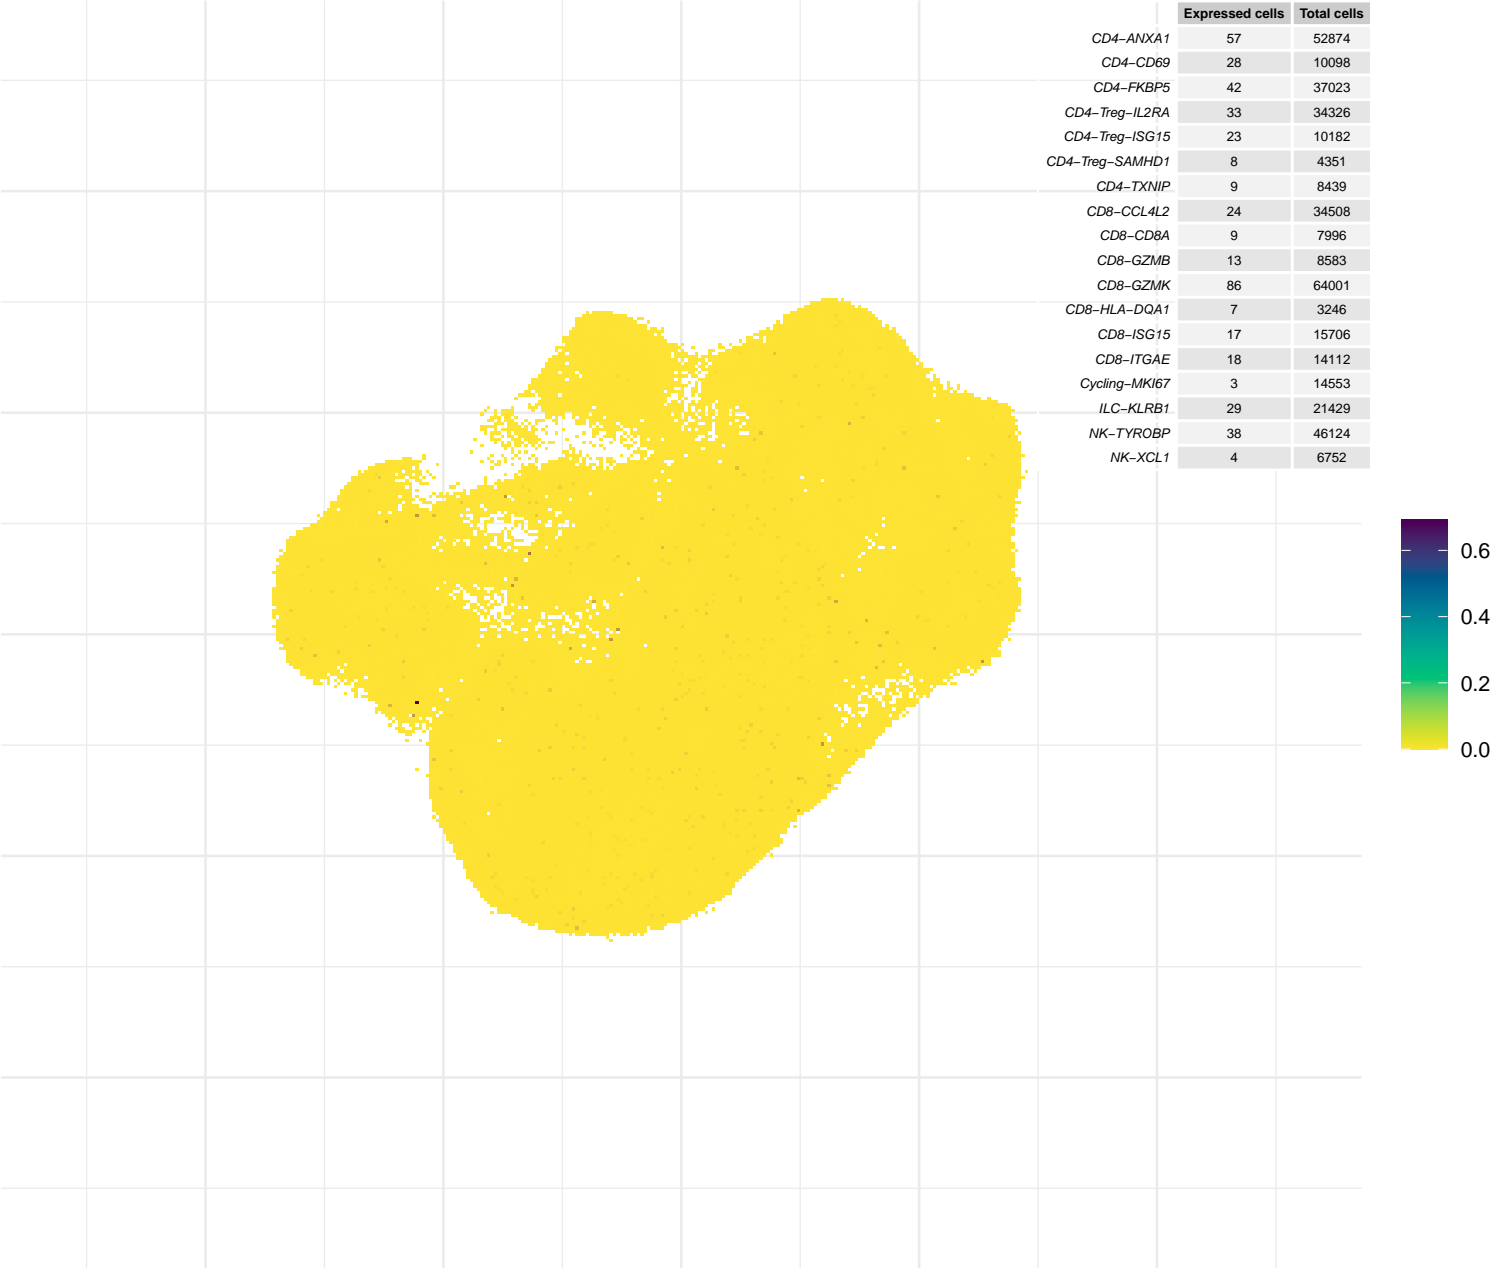 Expressed cells Total cells
CD4−ANXA1 57 52874
CD4−CD69 28 10098
CD4−FKBP5 42 37023
CD4−Treg−IL2RA 33 34326
CD4−Treg−ISG15 23 10182
CD4−Treg−SAMHD1 8 4351
CD4−TXNIP 9 8439
CD8−CCL4L2 24 34508
CD8−CD8A 9 7996
CD8−GZMB 13 8583
CD8−GZMK 86 64001
CD8−HLA−DQA1 7 3246
CD8−ISG15 17 15706
CD8−ITGAE 18 14112
Cycling−MKI67 3 14553
ILC−KLRB1 29 21429
NK−TYROBP 38 46124
NK−XCL1 4 6752
0.6
0.4
0.2
0.0